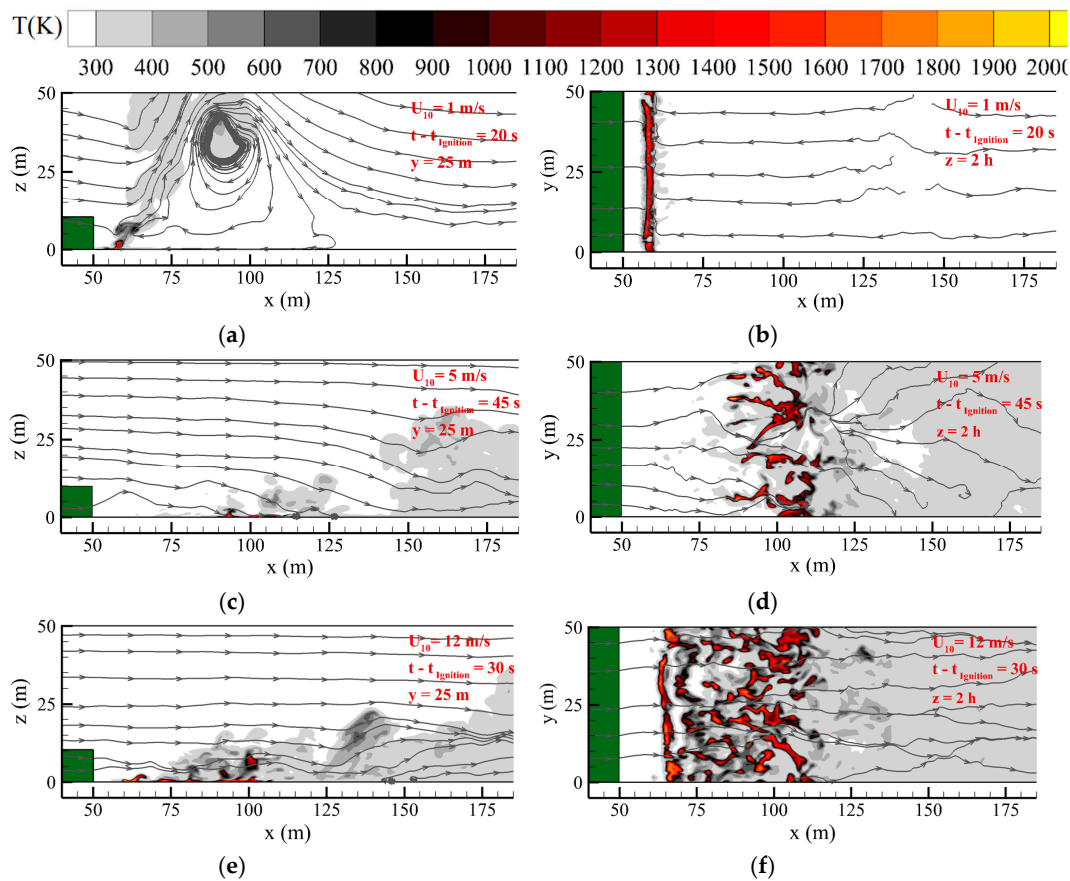 T(K)
300 400 500 600 700 800 900 1000 1100 1200 1300 1400 1500 1600 1700 1800 1900 2000
50
25
0
z (m)
U10 = 1 m/s
t - tIgnition = 20 s
y = 25 m
50 75 100 125 150 175
x (m)
(a)
50
25
0
y (m)
U10 = 1 m/s
t - tIgnition = 20 s
z = 2 h
50 75 100 125 150 175
x (m)
(b)
50
25
0
z (m)
U10 = 5 m/s
t - tIgnition = 45 s
y = 25 m
50 75 100 125 150 175
x (m)
(c)
50
25
0
y (m)
U10 = 5 m/s
t - tIgnition = 45 s
z = 2 h
50 75 100 125 150 175
x (m)
(d)
50
25
0
z (m)
U10 = 12 m/s
t - tIgnition = 30 s
y = 25 m
50 75 100 125 150 175
x (m)
(e)
50
25
0
y (m)
U10 = 12 m/s
t - tIgnition = 30 s
z = 2 h
50 75 100 125 150 175
x (m)
(f)